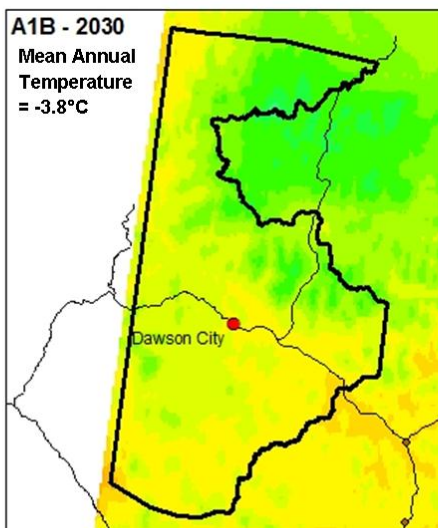 A1B - 2030
Mean Annual
Temperature
= -3.8°C
Dawson City